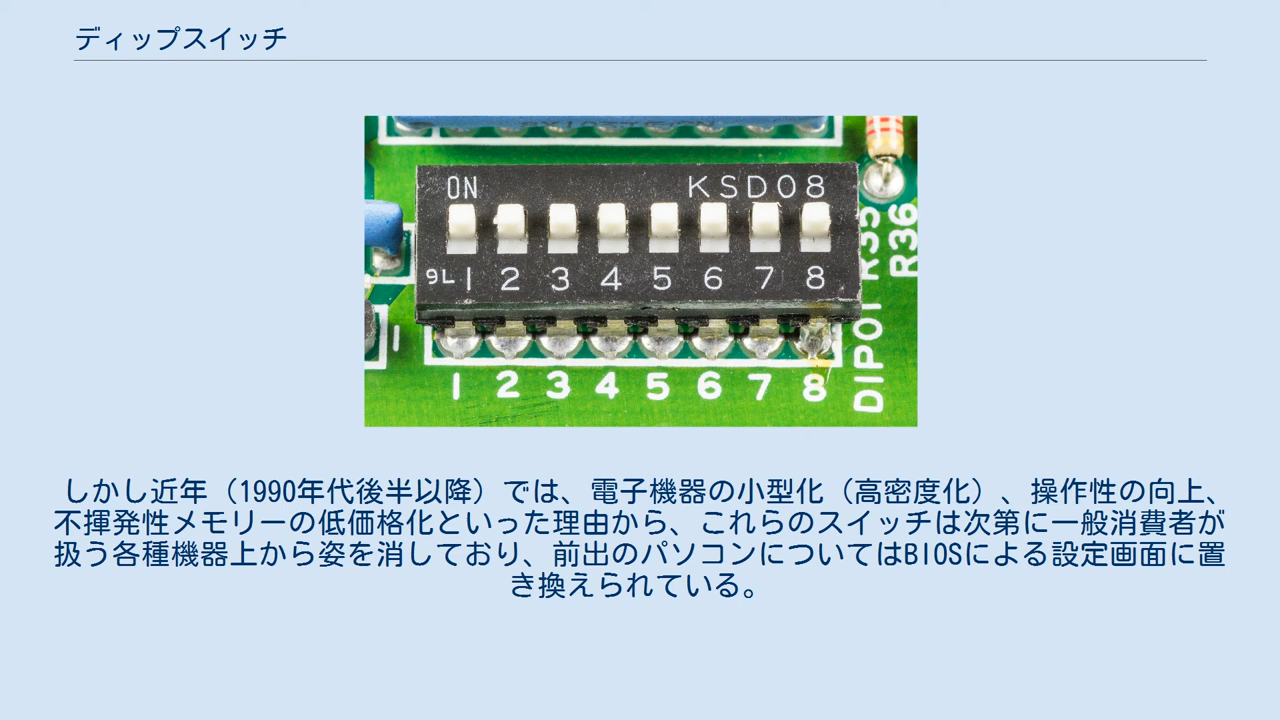 ディップスイッチ
ON KSD08
9L 1 2 3 4 5 6 7 8
1 2 3 4 5 6 7 8
DIP01
R35
R36
しかし近年（1990年代後半以降）では、電子機器の小型化（高密度化）、操作性の向上、
不揮発性メモリーの低価格化といった理由から、これらのスイッチは次第に一般消費者が
扱う各種機器上から姿を消しており、前出のパソコンについてはBIOSによる設定画面に置
き換えられている。